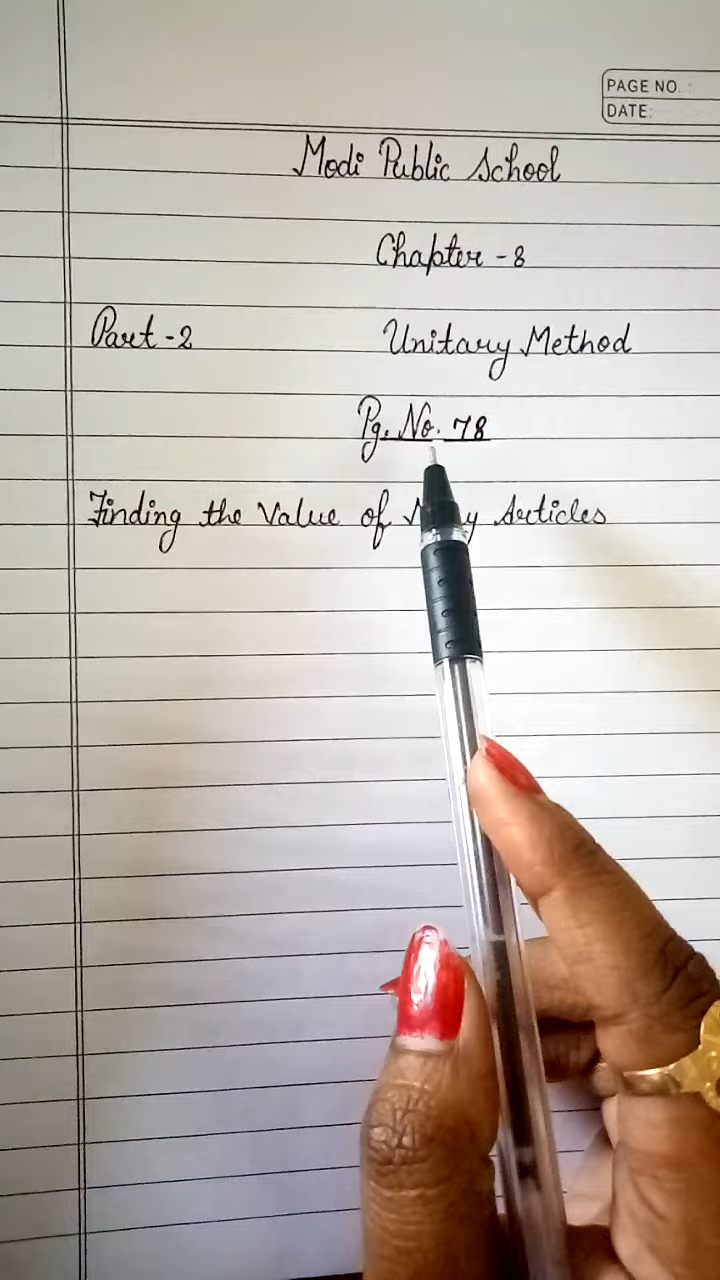 PAGE NO. :
DATE:
Modi Public School
Chapter - 8
Part - 2 Unitary Method
Pg. No. 78
Finding the Value of Articles